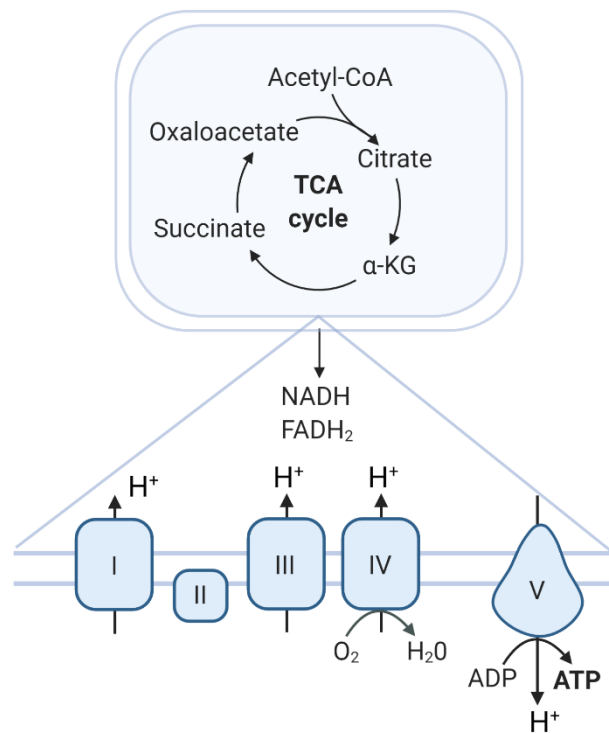 Acetyl-CoA
Oxaloacetate
Citrate
TCA
cycle
Succinate
α-KG
NADH
FADH₂
H⁺ H⁺ H⁺
I II III IV V
O₂ H₂0
ADP ATP
H⁺